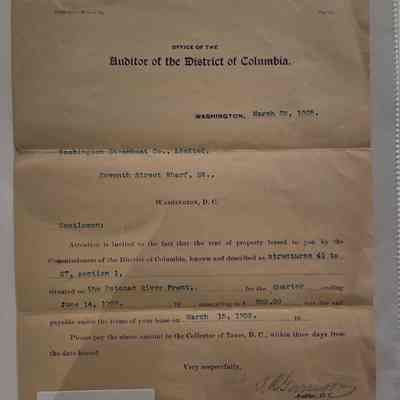 OFFICE OF THE
Auditor of the District of Columbia.
WASHINGTON, March 20, 1908.
Washington Steamboat Co., Limited,
Seventh Street Wharf, SW.,
WASHINGTON, D. C.
Gentlemen:
Attention is invited to the fact that the rent of property leased to you by the
Commissioners of the District of Columbia, known and described as structures 41 to
section 1,
situated on the Potomac River Front, for the quarter ending
June 14, 1908, amounting to $ was due and
payable under the terms of your lease on March 15, 1908.
Please pay the above amount to the Collector of Taxes, D. C., within three days from
the date hereof.
Very respectfully,